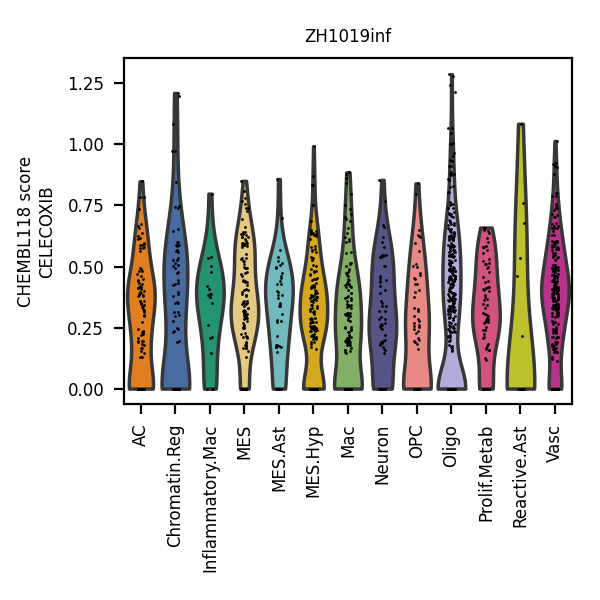 ZH1019inf
CHEMBL118 score
CELECOXIB
1.25
1.00
0.75
0.50
0.25
0.00
AC
Chromatin.Reg
Inflammatory.Mac
MES
MES.Ast
MES.Hyp
Mac
Neuron
OPC
Oligo
Prolif.Metab
Reactive.Ast
Vasc